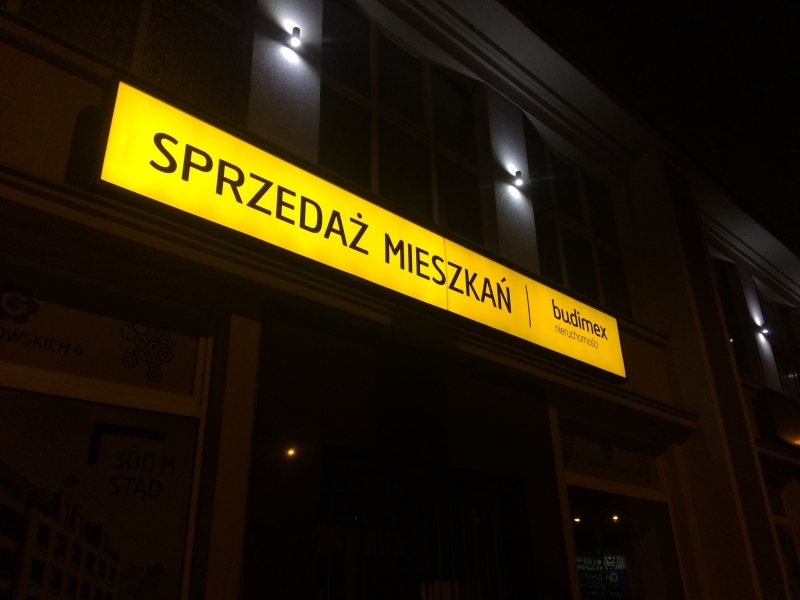 SPRZEDAŻ MIESZKAŃ
budimex
nieruchomości
OWSKICH 4
300 M
STĄD